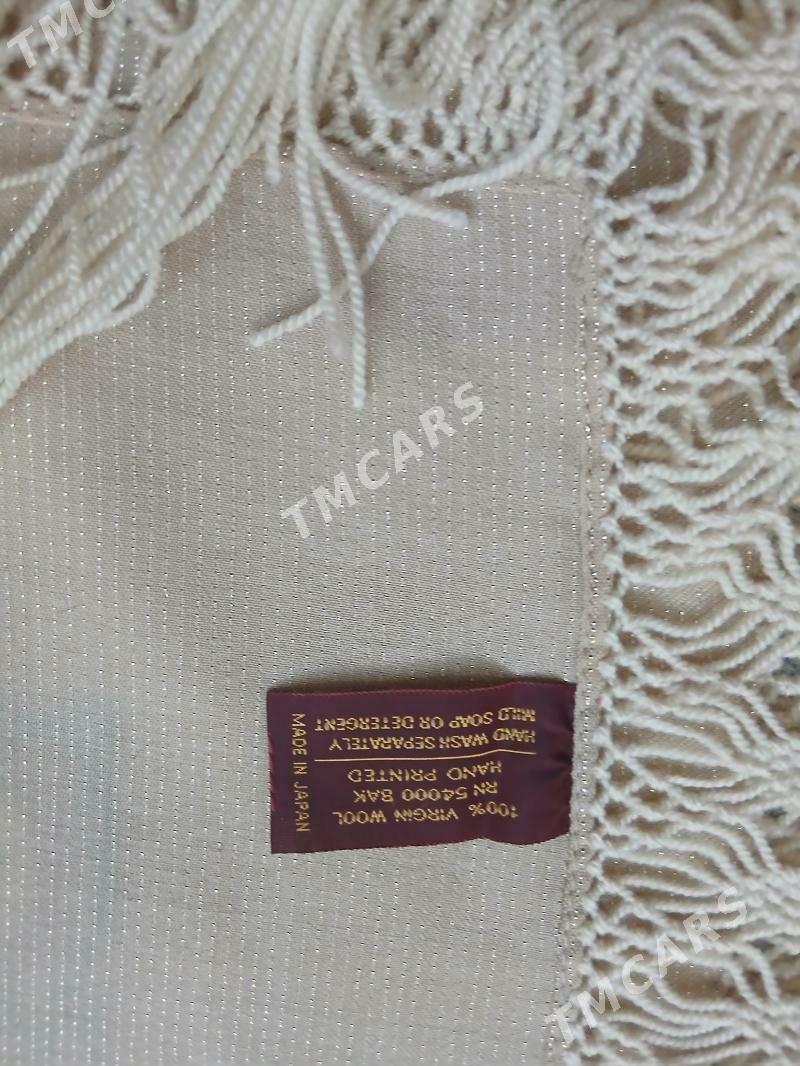 TMCARS
TMCARS
TMCARS
100% VIRGIN WOOL
RN 54000 BAK
HAND PRINTED
HAND WASH SEPARATELY
MILD SOAP OR DETERGENT
MADE IN JAPAN